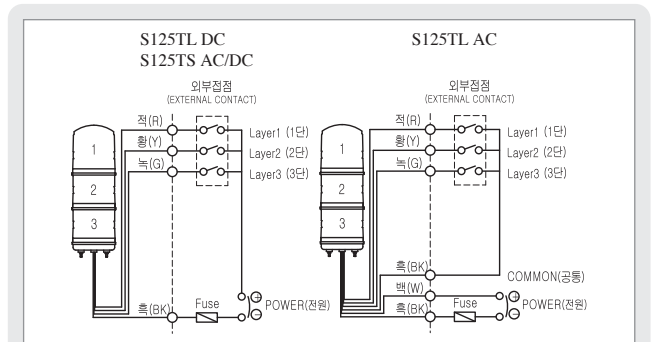 S125TL DC
S125TS AC/DC
외부접점
(EXTERNAL CONTACT)
적(R)
황(Y)
녹(G)
Layer1 (1단)
Layer2 (2단)
Layer3 (3단)
1
2
3
흑(BK)
Fuse
POWER(전원)
S125TL AC
외부접점
(EXTERNAL CONTACT)
적(R)
황(Y)
녹(G)
Layer1 (1단)
Layer2 (2단)
Layer3 (3단)
1
2
3
흑(BK)
COMMON(공통)
백(W)
흑(BK)
Fuse
POWER(전원)